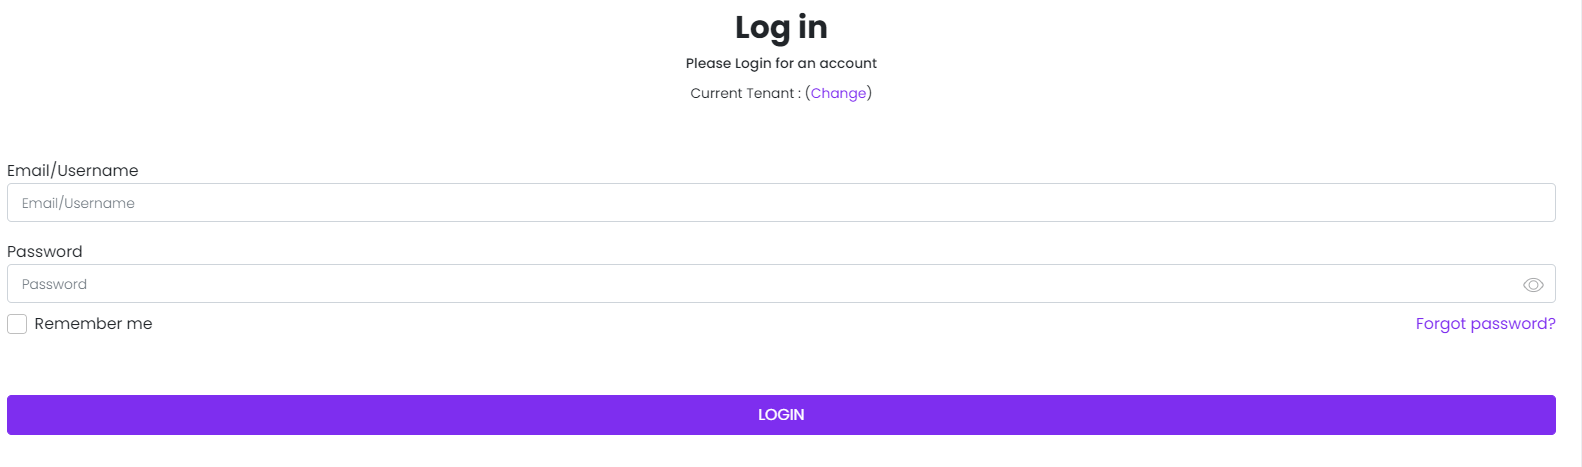 Log in
Please Login for an account
Current Tenant : (Change)
Email/Username
Email/Username
Password
Password
Remember me
Forgot password?
LOGIN